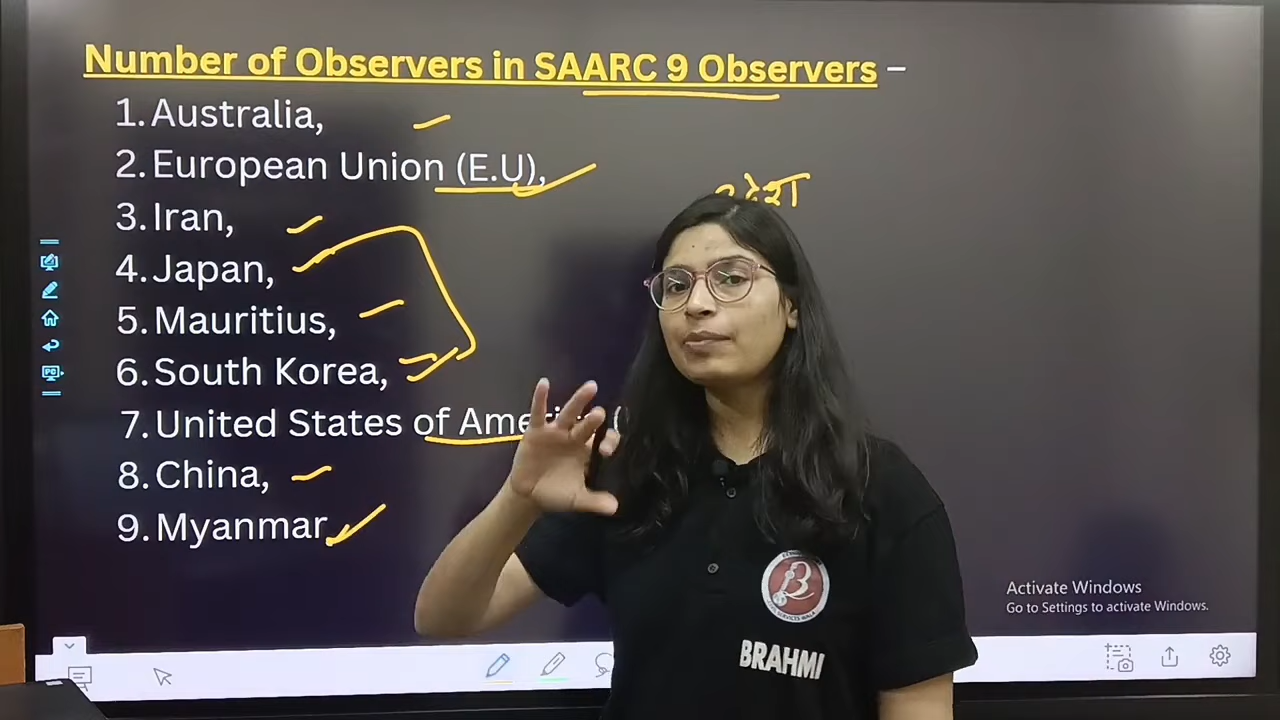 Number of Observers in SAARC 9 Observers –
1. Australia,
2. European Union (E.U),
3. Iran,
4. Japan,
5. Mauritius,
6. South Korea,
7. United States of
8. China,
9. Myanmar
BRAHMI
Activate Windows
Go to Settings to activate Windows.